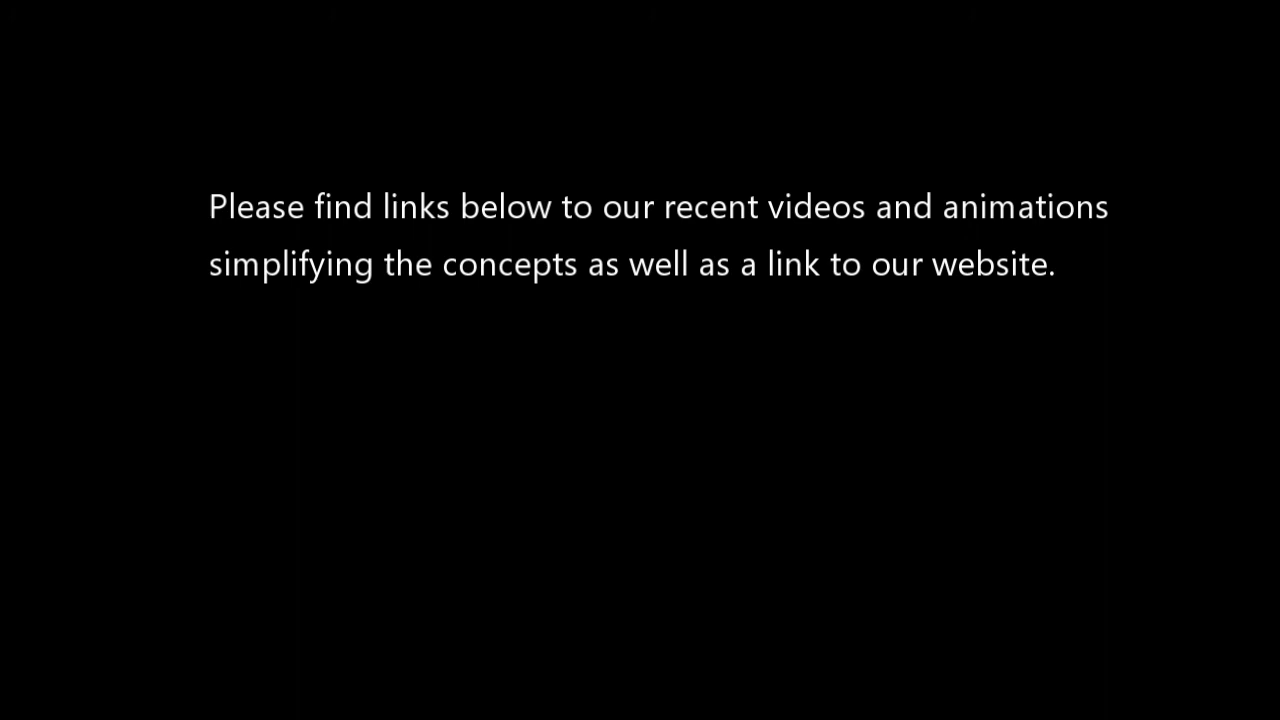 Please find links below to our recent videos and animations
simplifying the concepts as well as a link to our website.